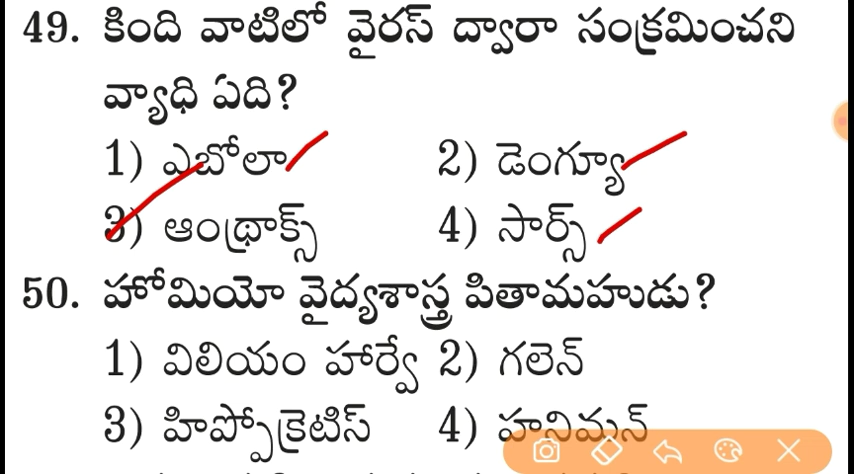 49. కింది వాటిలో వైరస్ ద్వారా సంక్రమించని
వ్యాధి ఏది?
1) ఎబోలా 2) డెంగ్యూ
3) ఆంథ్రాక్స్ 4) సార్స్
50. హోమియో వైద్యశాస్త్ర పితామహుడు?
1) విలియం హార్వే 2) గలెన్
3) హిప్పోక్రెటిస్ 4) హనిమన్